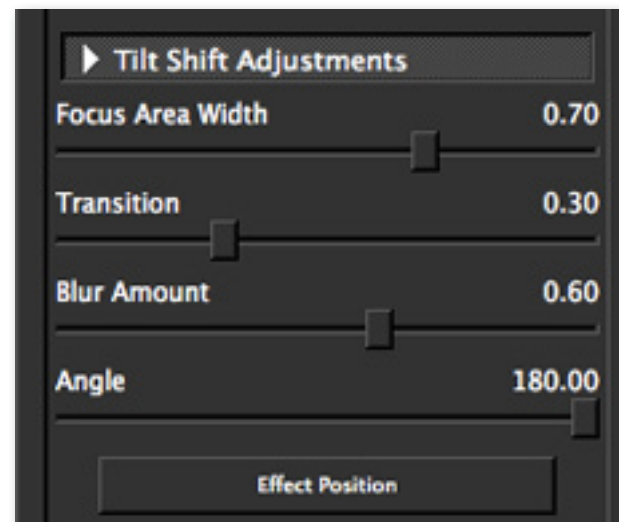 Tilt Shift Adjustments
Focus Area Width 0.70
Transition 0.30
Blur Amount 0.60
Angle 180.00
Effect Position